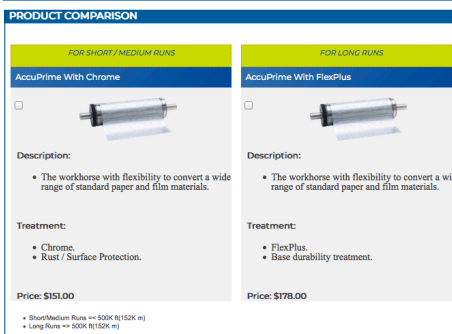 PRODUCT COMPARISON
FOR SHORT / MEDIUM RUNS
AccuPrime With Chrome
Description:
The workhorse with flexibility to convert a wide
range of standard paper and film materials.
Treatment:
Chrome.
Rust / Surface Protection.
Price: $151.00
FOR LONG RUNS
AccuPrime With FlexPlus
Description:
The workhorse with flexibility to convert a wi
range of standard paper and film materials.
Treatment:
FlexPlus.
Base durability treatment.
Price: $178.00
Short/Medium Runs =< 500K ft(152K m)
Long Runs => 500K ft(152K m)